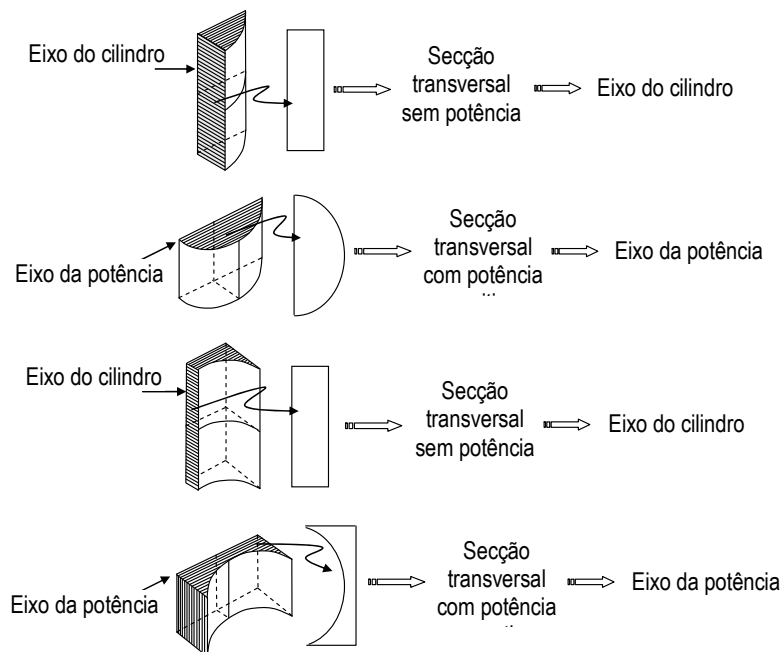 Eixo do cilindro
Secção
transversal
sem potência
Eixo do cilindro
Eixo da potência
Secção
transversal
com potência
Eixo da potência
Eixo do cilindro
Secção
transversal
sem potência
Eixo do cilindro
Eixo da potência
Secção
transversal
com potência
Eixo da potência